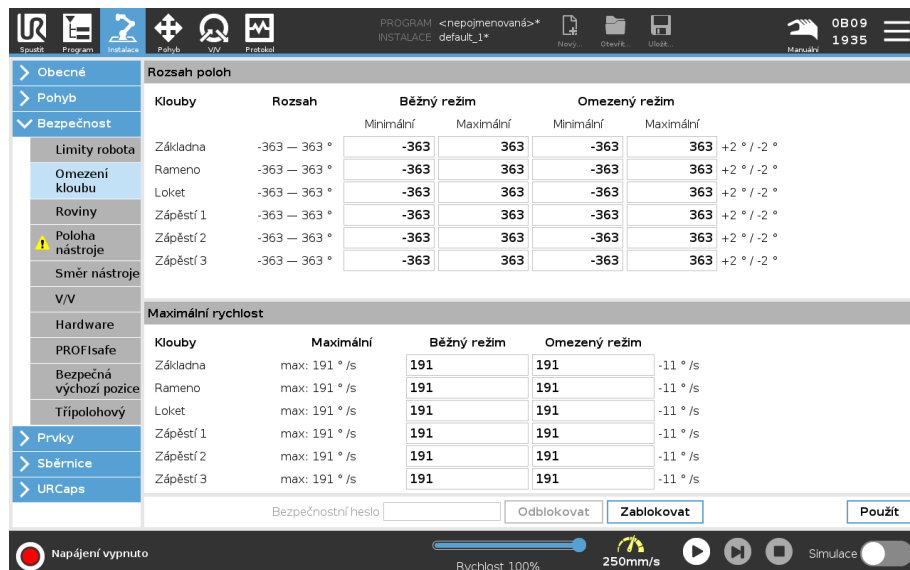 PROGRAM <nepojmenovaná>*
INSTALACE default_1*
Spustit Program Instalace Pohyb V/V Protokol Nový... Otevřít... Uložit... Manuální
0B09
1935
Obecné
Pohyb
Bezpečnost
Limity robota
Omezení
kloubu
Roviny
Poloha
nástroje
Směr nástroje
V/V
Hardware
PROFIsafe
Bezpečná
výchozí pozice
Třípolohový
Prvky
Sběrnice
URCaps
Rozsah poloh
Klouby Rozsah Běžný režim Omezený režim
Minimální Maximální Minimální Maximální
Základna -363 — 363 ° -363 363 -363 363 +2 ° / -2 °
Rameno -363 — 363 ° -363 363 -363 363 +2 ° / -2 °
Loket -363 — 363 ° -363 363 -363 363 +2 ° / -2 °
Zápěstí 1 -363 — 363 ° -363 363 -363 363 +2 ° / -2 °
Zápěstí 2 -363 — 363 ° -363 363 -363 363 +2 ° / -2 °
Zápěstí 3 -363 — 363 ° -363 363 -363 363 +2 ° / -2 °
Maximální rychlost
Klouby Maximální Běžný režim Omezený režim
Základna max: 191 ° /s 191 191 -11 ° /s
Rameno max: 191 ° /s 191 191 -11 ° /s
Loket max: 191 ° /s 191 191 -11 ° /s
Zápěstí 1 max: 191 ° /s 191 191 -11 ° /s
Zápěstí 2 max: 191 ° /s 191 191 -11 ° /s
Zápěstí 3 max: 191 ° /s 191 191 -11 ° /s
Bezpečnostní heslo Odblokovat Zablokovat Použít
Napájení vypnuto Rychlost 100% 250mm/s Simulace